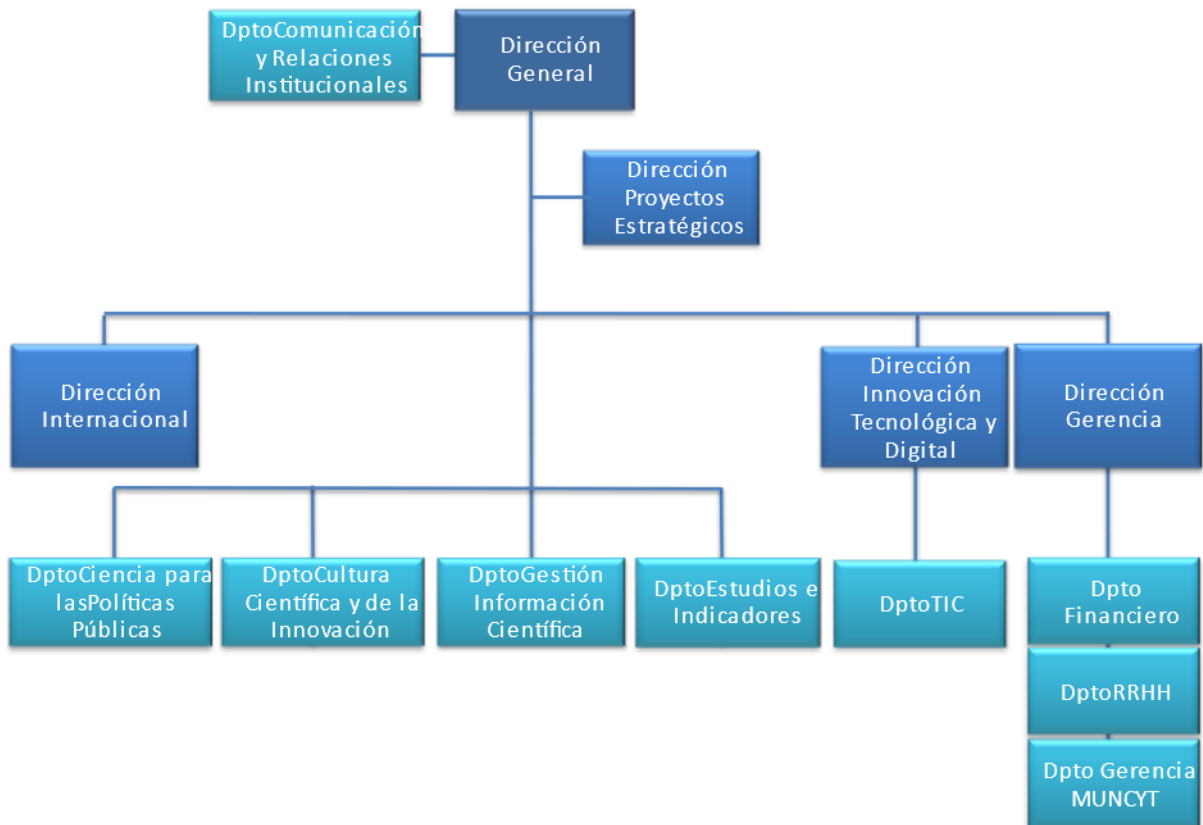 DptoComunicación
y Relaciones
Institucionales
Dirección
General
Dirección
Proyectos
Estratégicos
Dirección
Internacional
Dirección
Innovación
Tecnológica y
Digital
Dirección
Gerencia
DptoCiencia para
lasPolíticas
Públicas
DptoCultura
Científica y de la
Innovación
DptoGestión
Información
Científica
DptoEstudios e
Indicadores
DptoTIC
Dpto
Financiero
DptoRRHH
Dpto Gerencia
MUNCYT